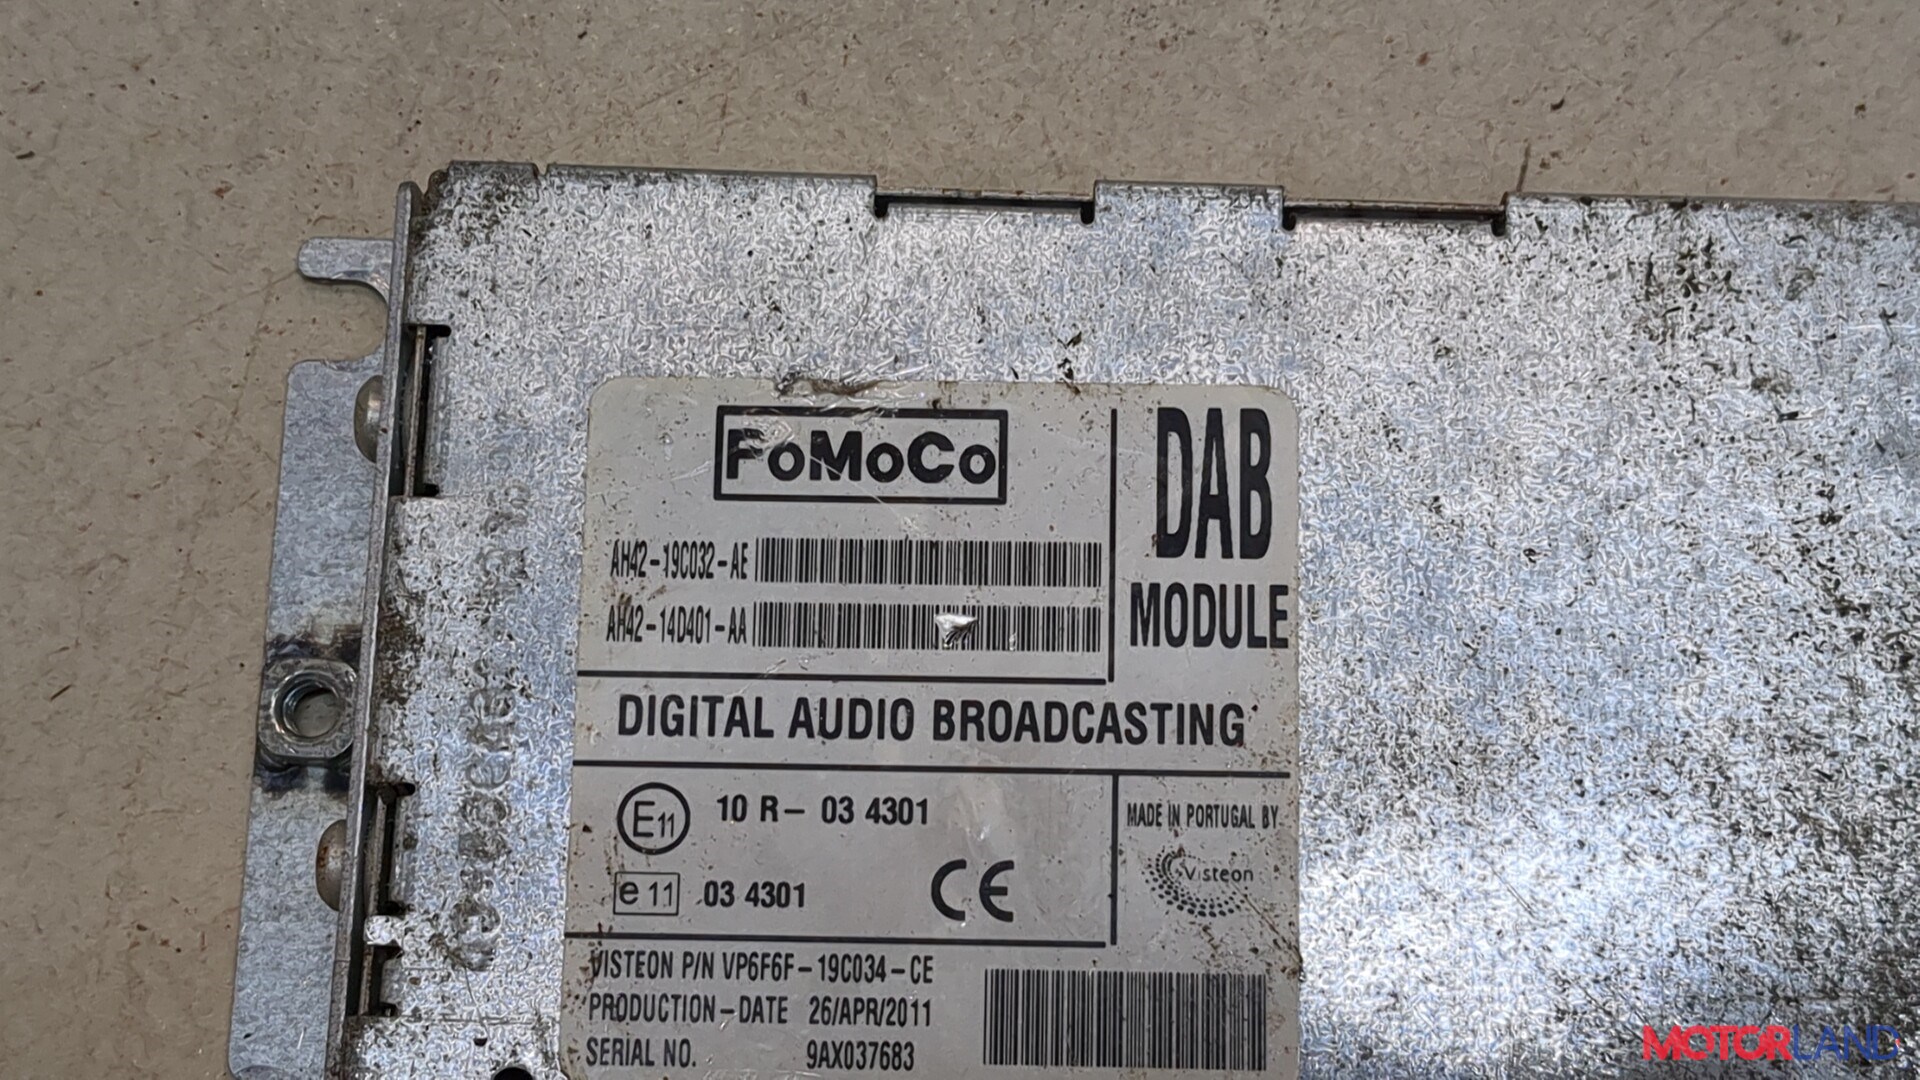 FoMoCo
DAB
MODULE
AH42-19C032-AE
AH42-14D401-AA
DIGITAL AUDIO BROADCASTING
E11 10 R- 03 4301
e 11 03 4301
CE
MADE IN PORTUGAL BY
Visteon
VISTEON P/N VP6F6F-19C034-CE
PRODUCTION-DATE 26/APR/2011
SERIAL NO. 9AX037683
MOTORLAND